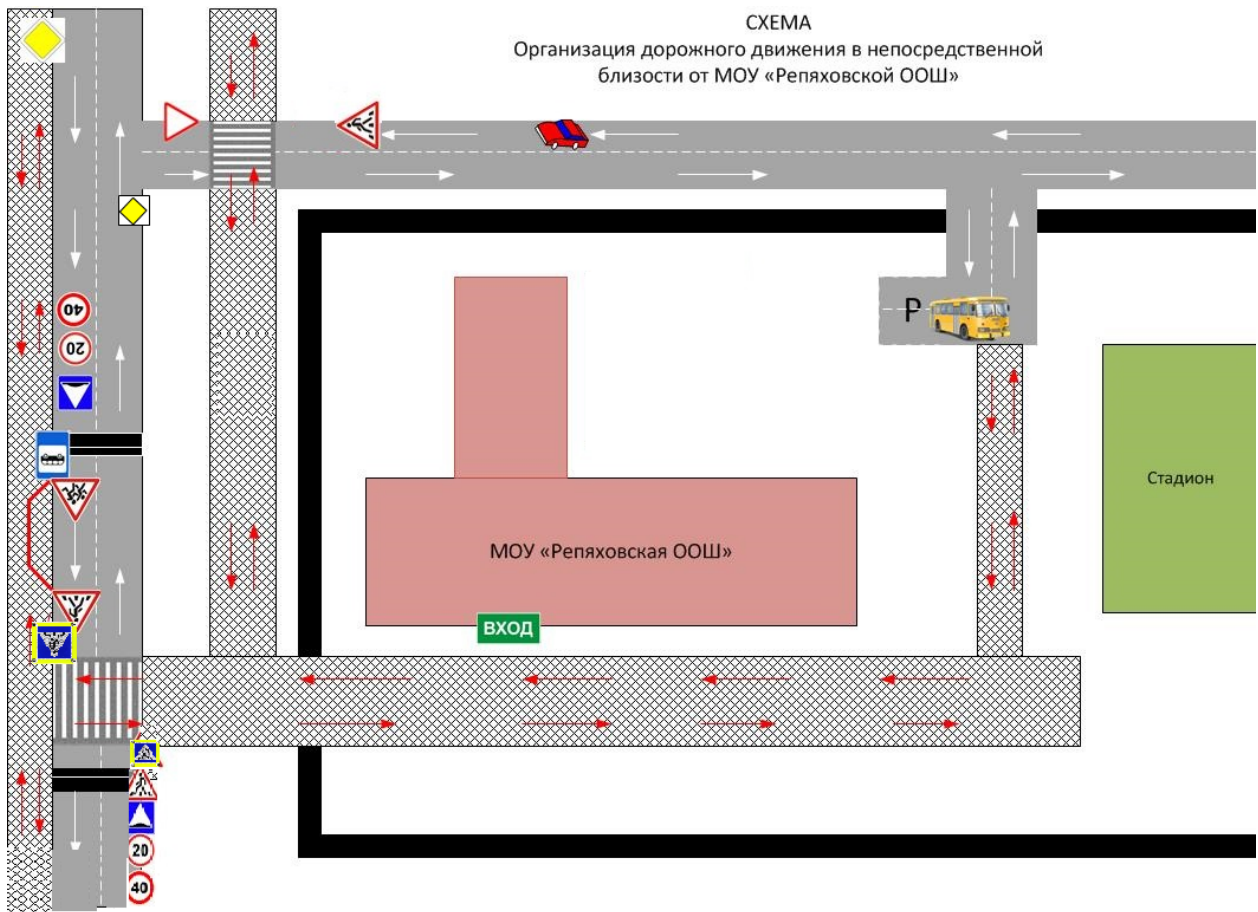 СХЕМА
Организация дорожного движения в непосредственной
близости от МОУ «Репяховской ООШ»
40
20
P
Стадион
МОУ «Репяховская ООШ»
ВХОД
20
40